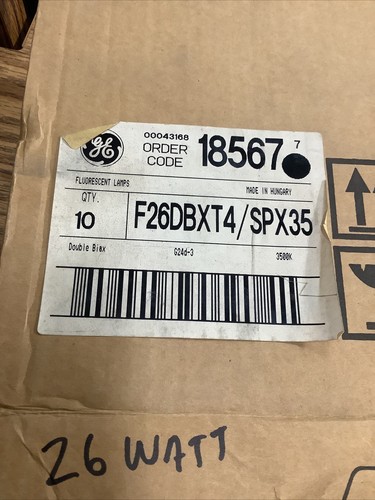 GE
00043168
ORDER CODE 18567 7
FLUORESCENT LAMPS MADE IN HUNGARY
QTY.
10 F26DBXT4/SPX35
Double Biax G24d-3 3500K
26 WATT